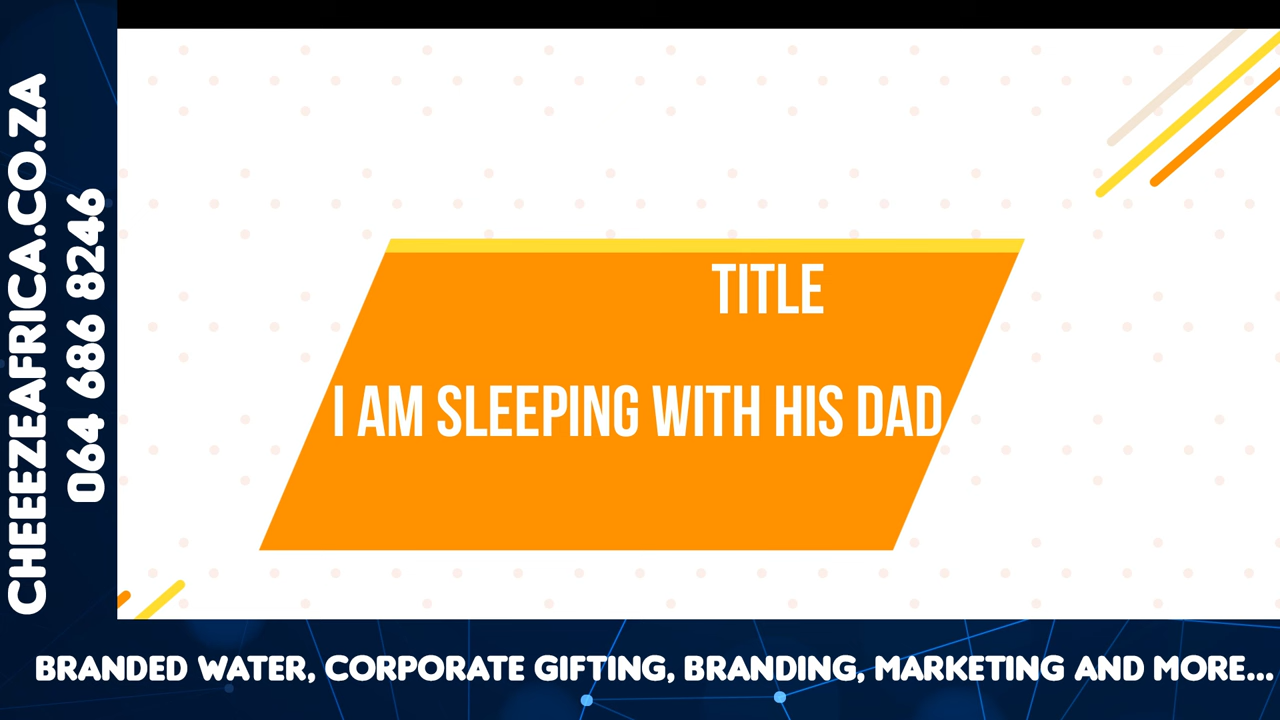 CHEEEZEAFRICA.CO.ZA
064 686 8246
TITLE
I AM SLEEPING WITH HIS DAD
BRANDED WATER, CORPORATE GIFTING, BRANDING, MARKETING AND MORE...